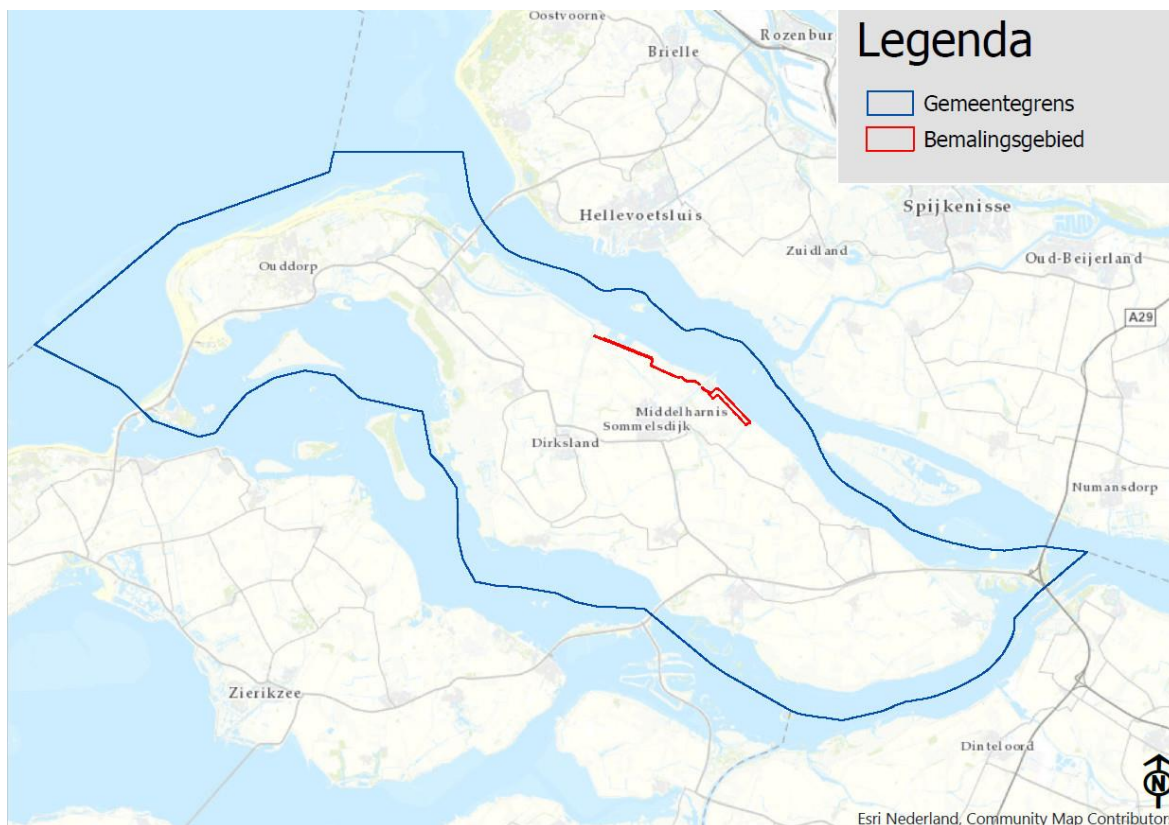 Oostvoorne
Brielle
Rozenbur
Legenda
Gemeentegrens
Bemalingsgebied
Hellevoetsluis
Spijkenisse
Zuidland
Oud-Beijerland
Ouddorp
A29
Middelharnis
Sommelsdijk
Dirksland
Numansdorp
Zierikzee
Dinteloord
N
Esri Nederland, Community Map Contributor